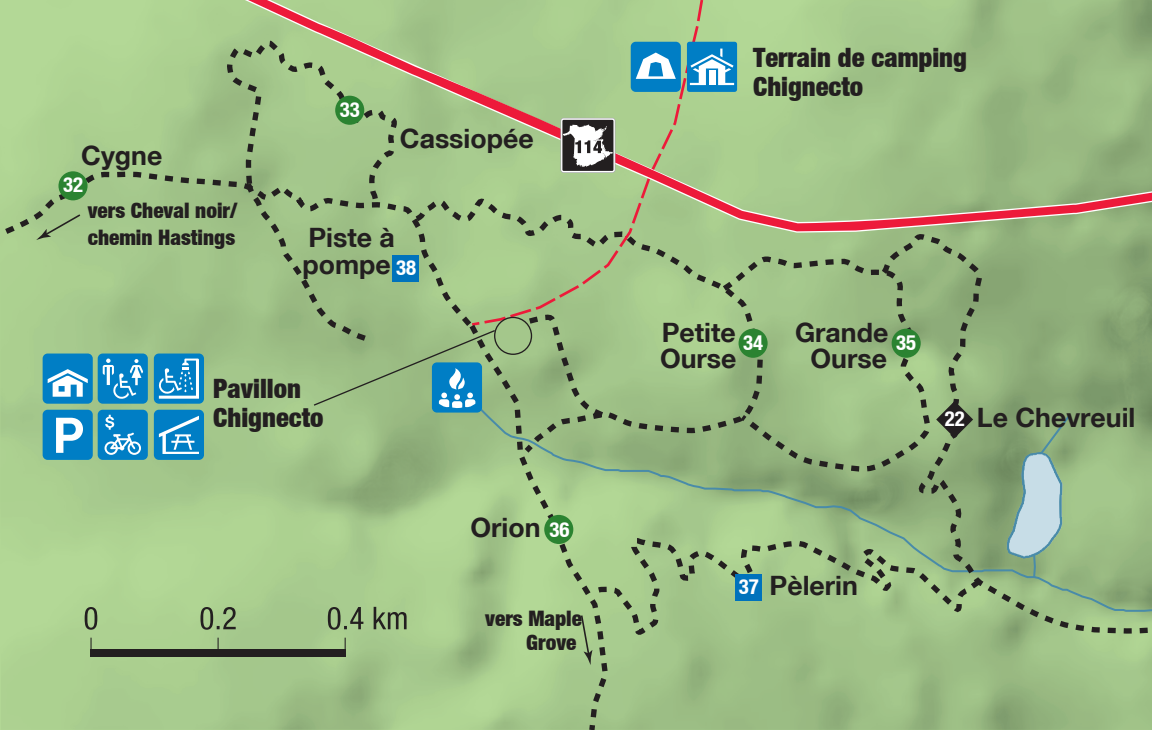 Terrain de camping
Chignecto
33
Cassiopée
114
Cygne
32
vers Cheval noir/
chemin Hastings
Piste à
pompe 38
Petite
Ourse
34
Grande
Ourse
35
Pavillon
Chignecto
P
$
22 Le Chevreuil
Orion 36
37 Pèlerin
vers Maple
Grove
0 0.2 0.4 km